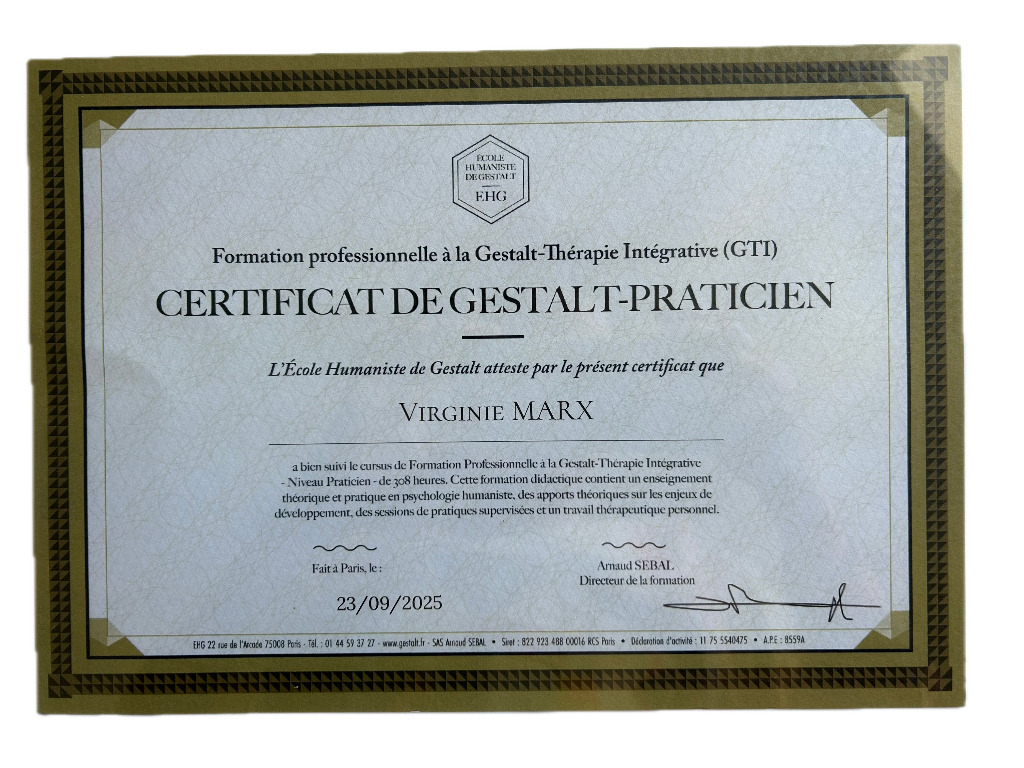 ÉCOLE
HUMANISTE
DE GESTALT
EHG
Formation professionnelle à la Gestalt-Thérapie Intégrative (GTI)
CERTIFICAT DE GESTALT-PRATICIEN
L'École Humaniste de Gestalt atteste par le présent certificat que
VIRGINIE MARX
a bien suivi le cursus de Formation Professionnelle à la Gestalt-Thérapie Intégrative
- Niveau Praticien - de 308 heures. Cette formation didactique contient un enseignement
théorique et pratique en psychologie humaniste, des apports théoriques sur les enjeux de
développement, des sessions de pratiques supervisées et un travail thérapeutique personnel.
Fait à Paris, le :
23/09/2025
Arnaud SEBAL
Directeur de la formation
EHG 22 rue de l'Arcade 75008 Paris - Tél. : 01 44 59 37 27 - www.gestalt.fr - SAS Arnaud SEBAL • Siret : 822 923 488 00016 RCS Paris • Déclaration d'activité : 11 75 5540475 • A.P.E : 8559A